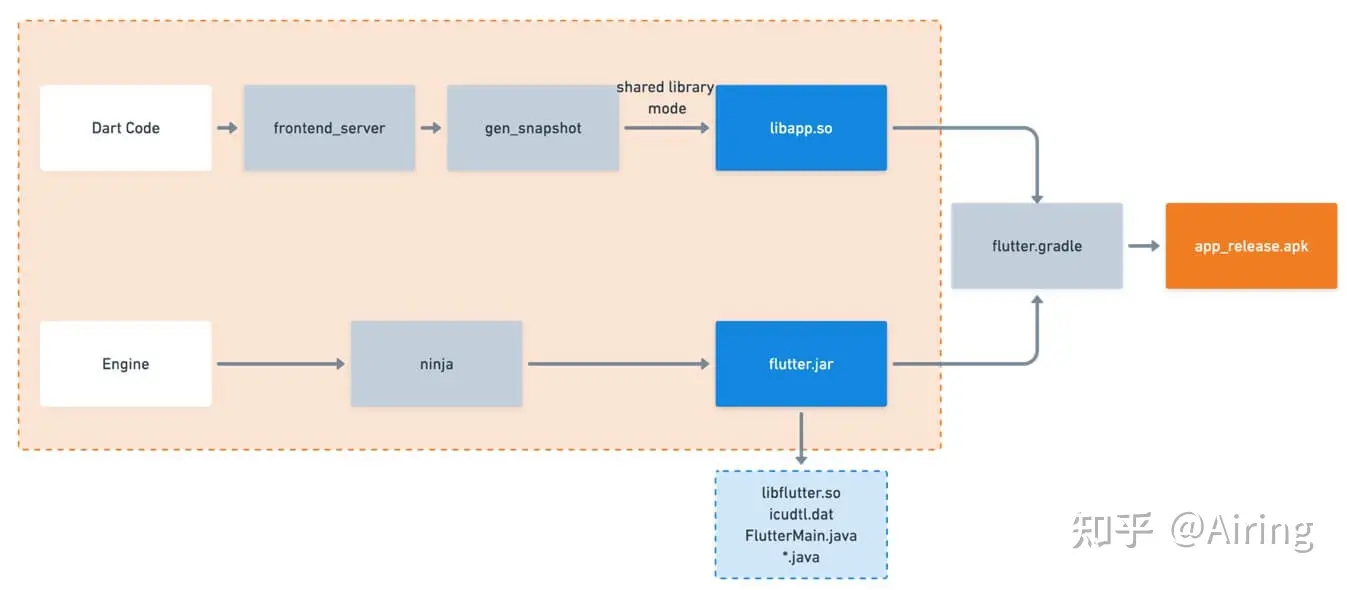 Dart Code
frontend_server
gen_snapshot
shared library
mode
libapp.so
flutter.gradle
app_release.apk
Engine
ninja
flutter.jar
libflutter.so
icudtl.dat
FlutterMain.java
*.java
知乎 @Airing